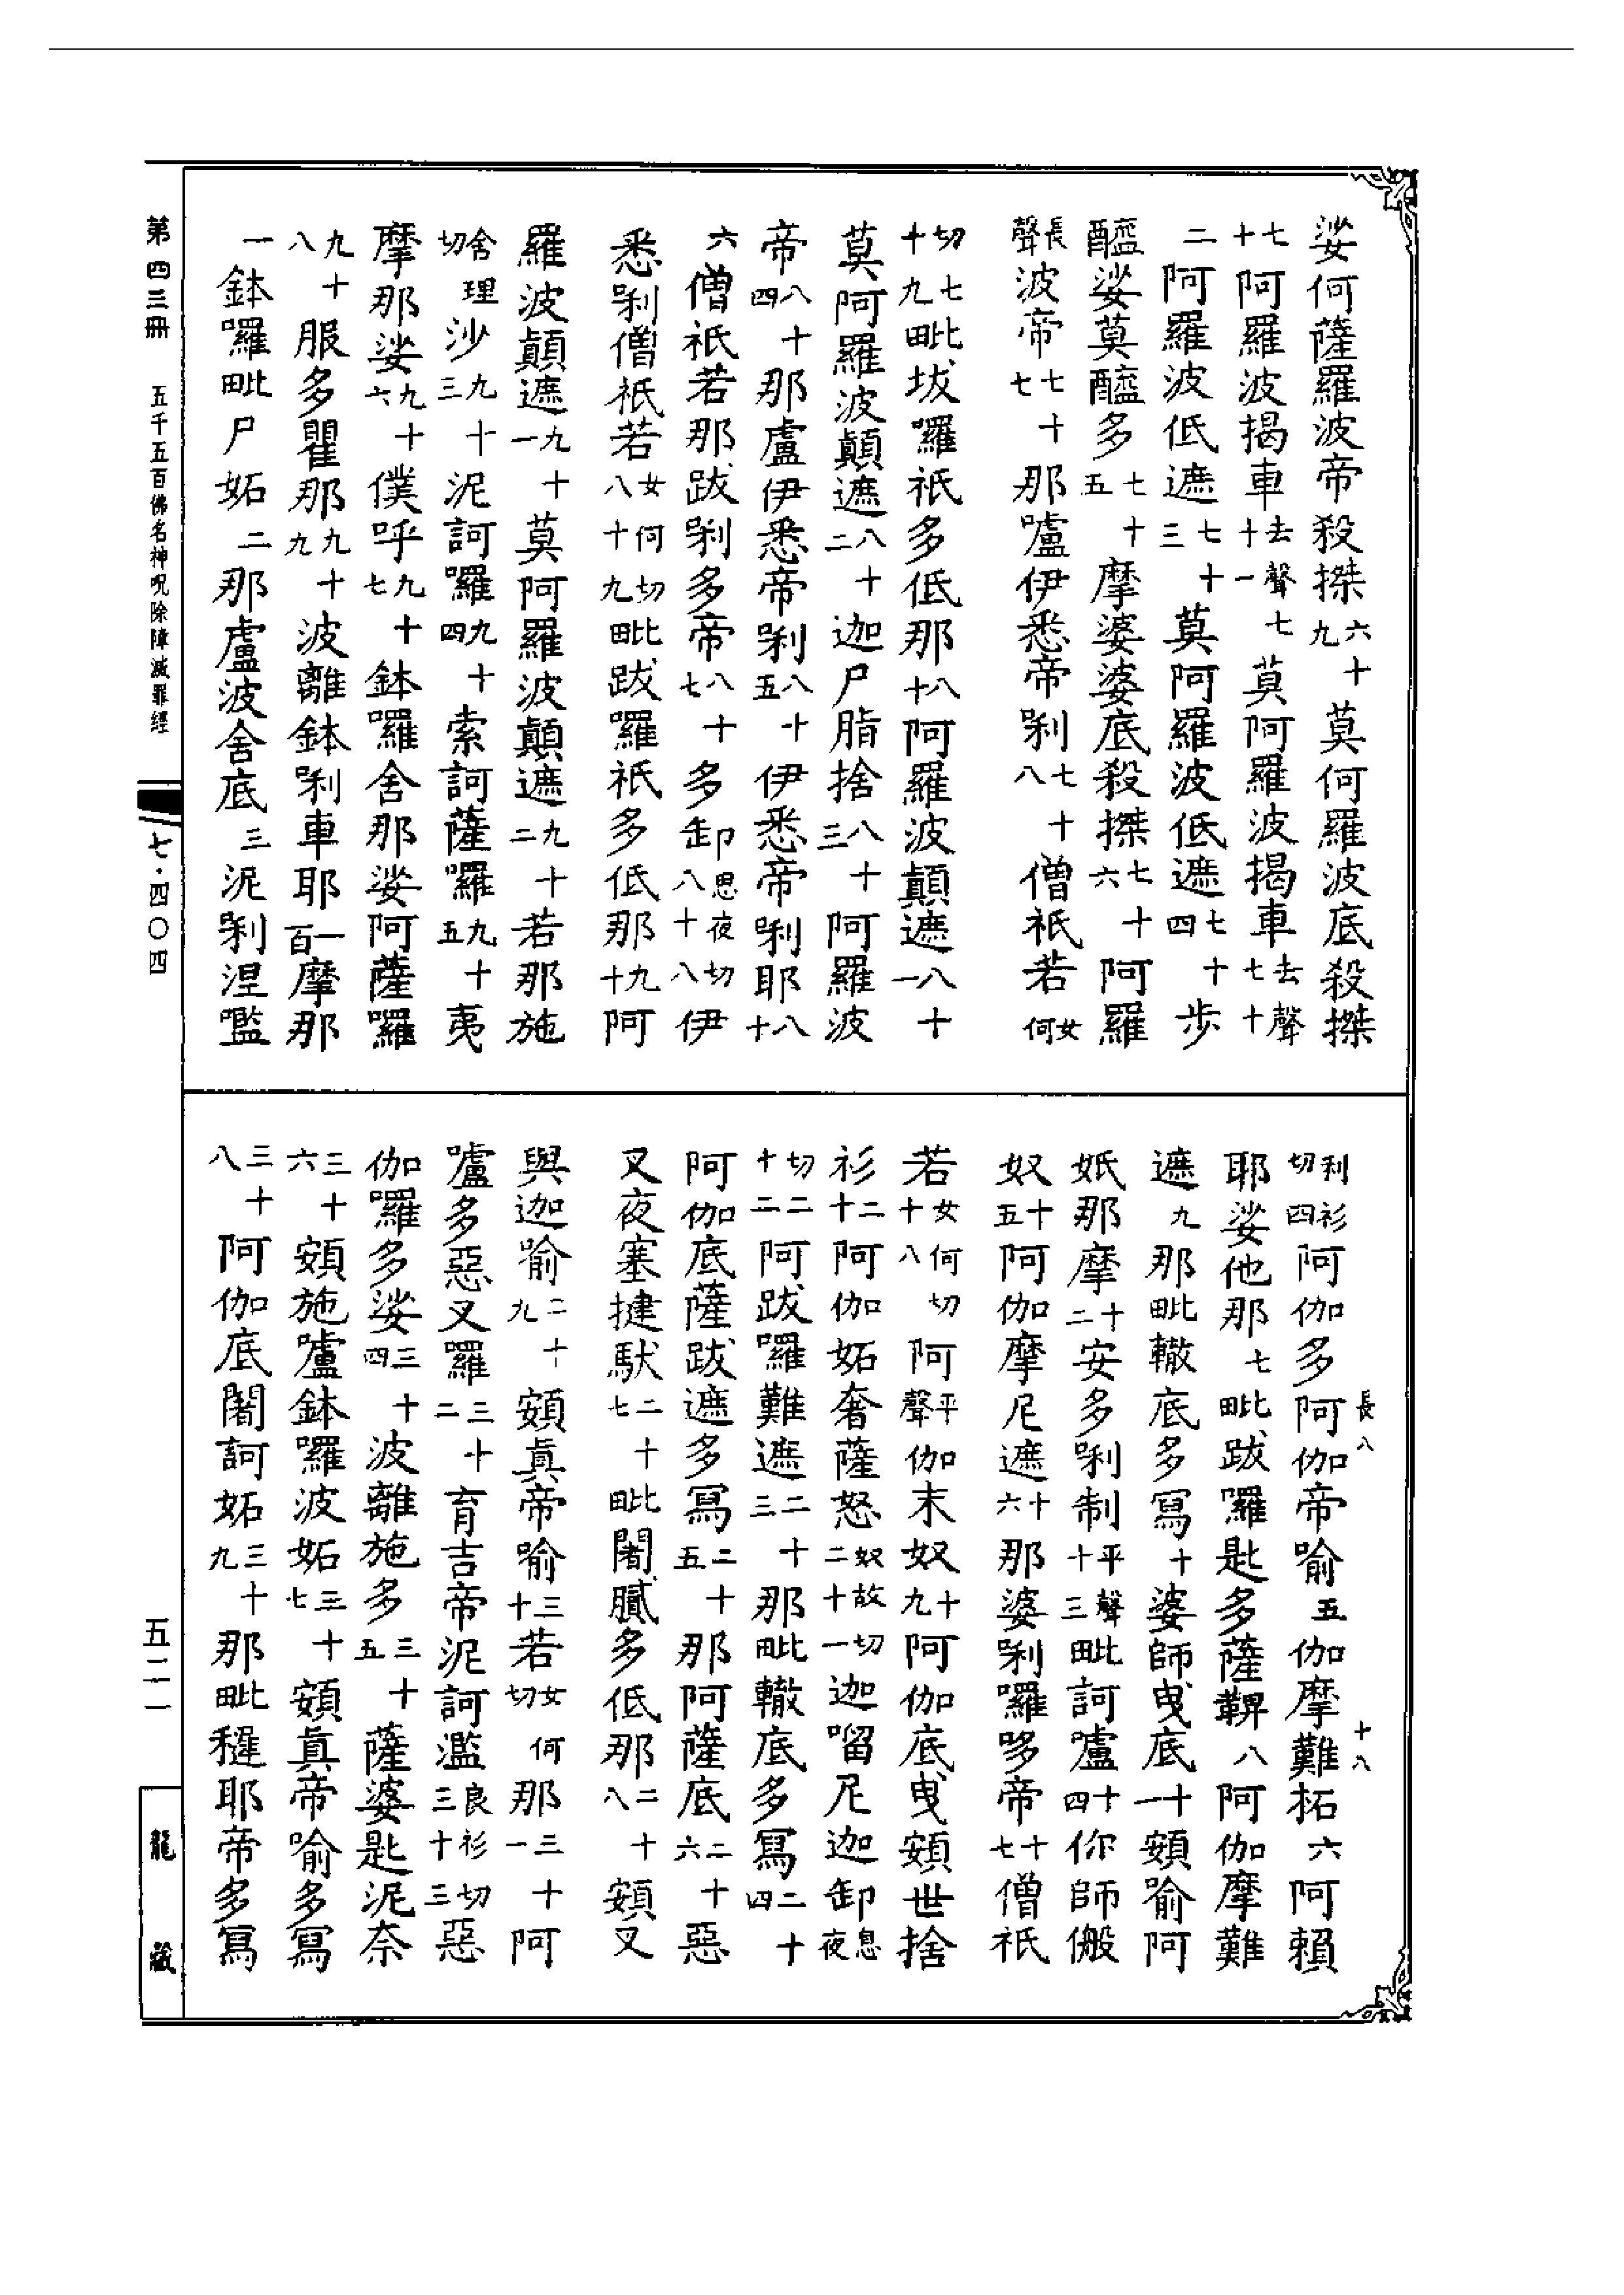 娑何薩羅波帝殺搩六十九莫何羅波底殺搩
七十阿羅波揭車去聲七十一莫阿羅波揭車去聲七十
二阿羅波低遮七十三莫阿羅波低遮七十四步
醯娑莫醯多七十五摩婆婆底殺搩七十六阿羅
長聲波帝七十七那嚧伊悉帝唎七十八僧祇若女何
切七十九毗坺囉祇多低那八十阿羅波顛遮八十一
莫阿羅波顛遮八十二迦尸脂捨八十三阿羅波
帝八十四那盧伊悉帝唎八十五伊悉帝唎耶八十
六僧祇若那跋唎多帝八十七多卸卬思夜切八十八伊
悉唎僧祇若女何切八十九毗跋羅祇多低那九十阿
羅波顛遮九十一莫阿羅波顛遮九十二若那施
舍理切沙九十三泥訶囉九十四索訶薩囉九十五夷
摩那娑九十六僕呼九十七鉢囉舍那娑阿薩囉
九十八服多瞿那九十九波離鉢唎車耶一百摩那
一鉢囉毗尸妬二那盧波舍底三泥唎涅㘕
利衫切四阿伽多阿長伽帝喻五伽摩難拓六阿賴
耶娑他那七毗跋囉匙多薩鞞八阿伽摩難
遮九那毗轍底多寫十婆師曳底十一頞喻阿
㚷那摩十二安多唎制平聲十三毗訶嚧十四你師儼
奴十五阿伽摩尼遮十六那婆唎囉哆帝十七僧祇
若女何切十八阿平聲伽末奴十九阿伽底曳頞世捨
衫二十阿伽妬奢薩怒奴故切二十一迦㗉尼迦卸息夜
切二十二阿跋囉難遮二十三那毗轍底多寫二十四
阿伽底薩跋遮多寫二十五那阿薩底二十六惡
叉夜塞揵馱二十七毗闍膩多低那二十八頞叉
與迦喻二十九頞真帝喻三十若女何切那三十一阿
嚧多惡叉羅三十二育吉帝泥訶濫良衫切三十三惡
伽囉多娑三十四波離施多三十五薩婆匙泥奈
三十六頞施嚧鉢囉波妬三十七頞真帝喻多寫
三十八阿伽底闍訶妬三十九那毗穜耶帝多寫
長八
十八
第四三冊
五千五百佛名神呪除障滅罪經
七·四〇四
五二一
龍藏